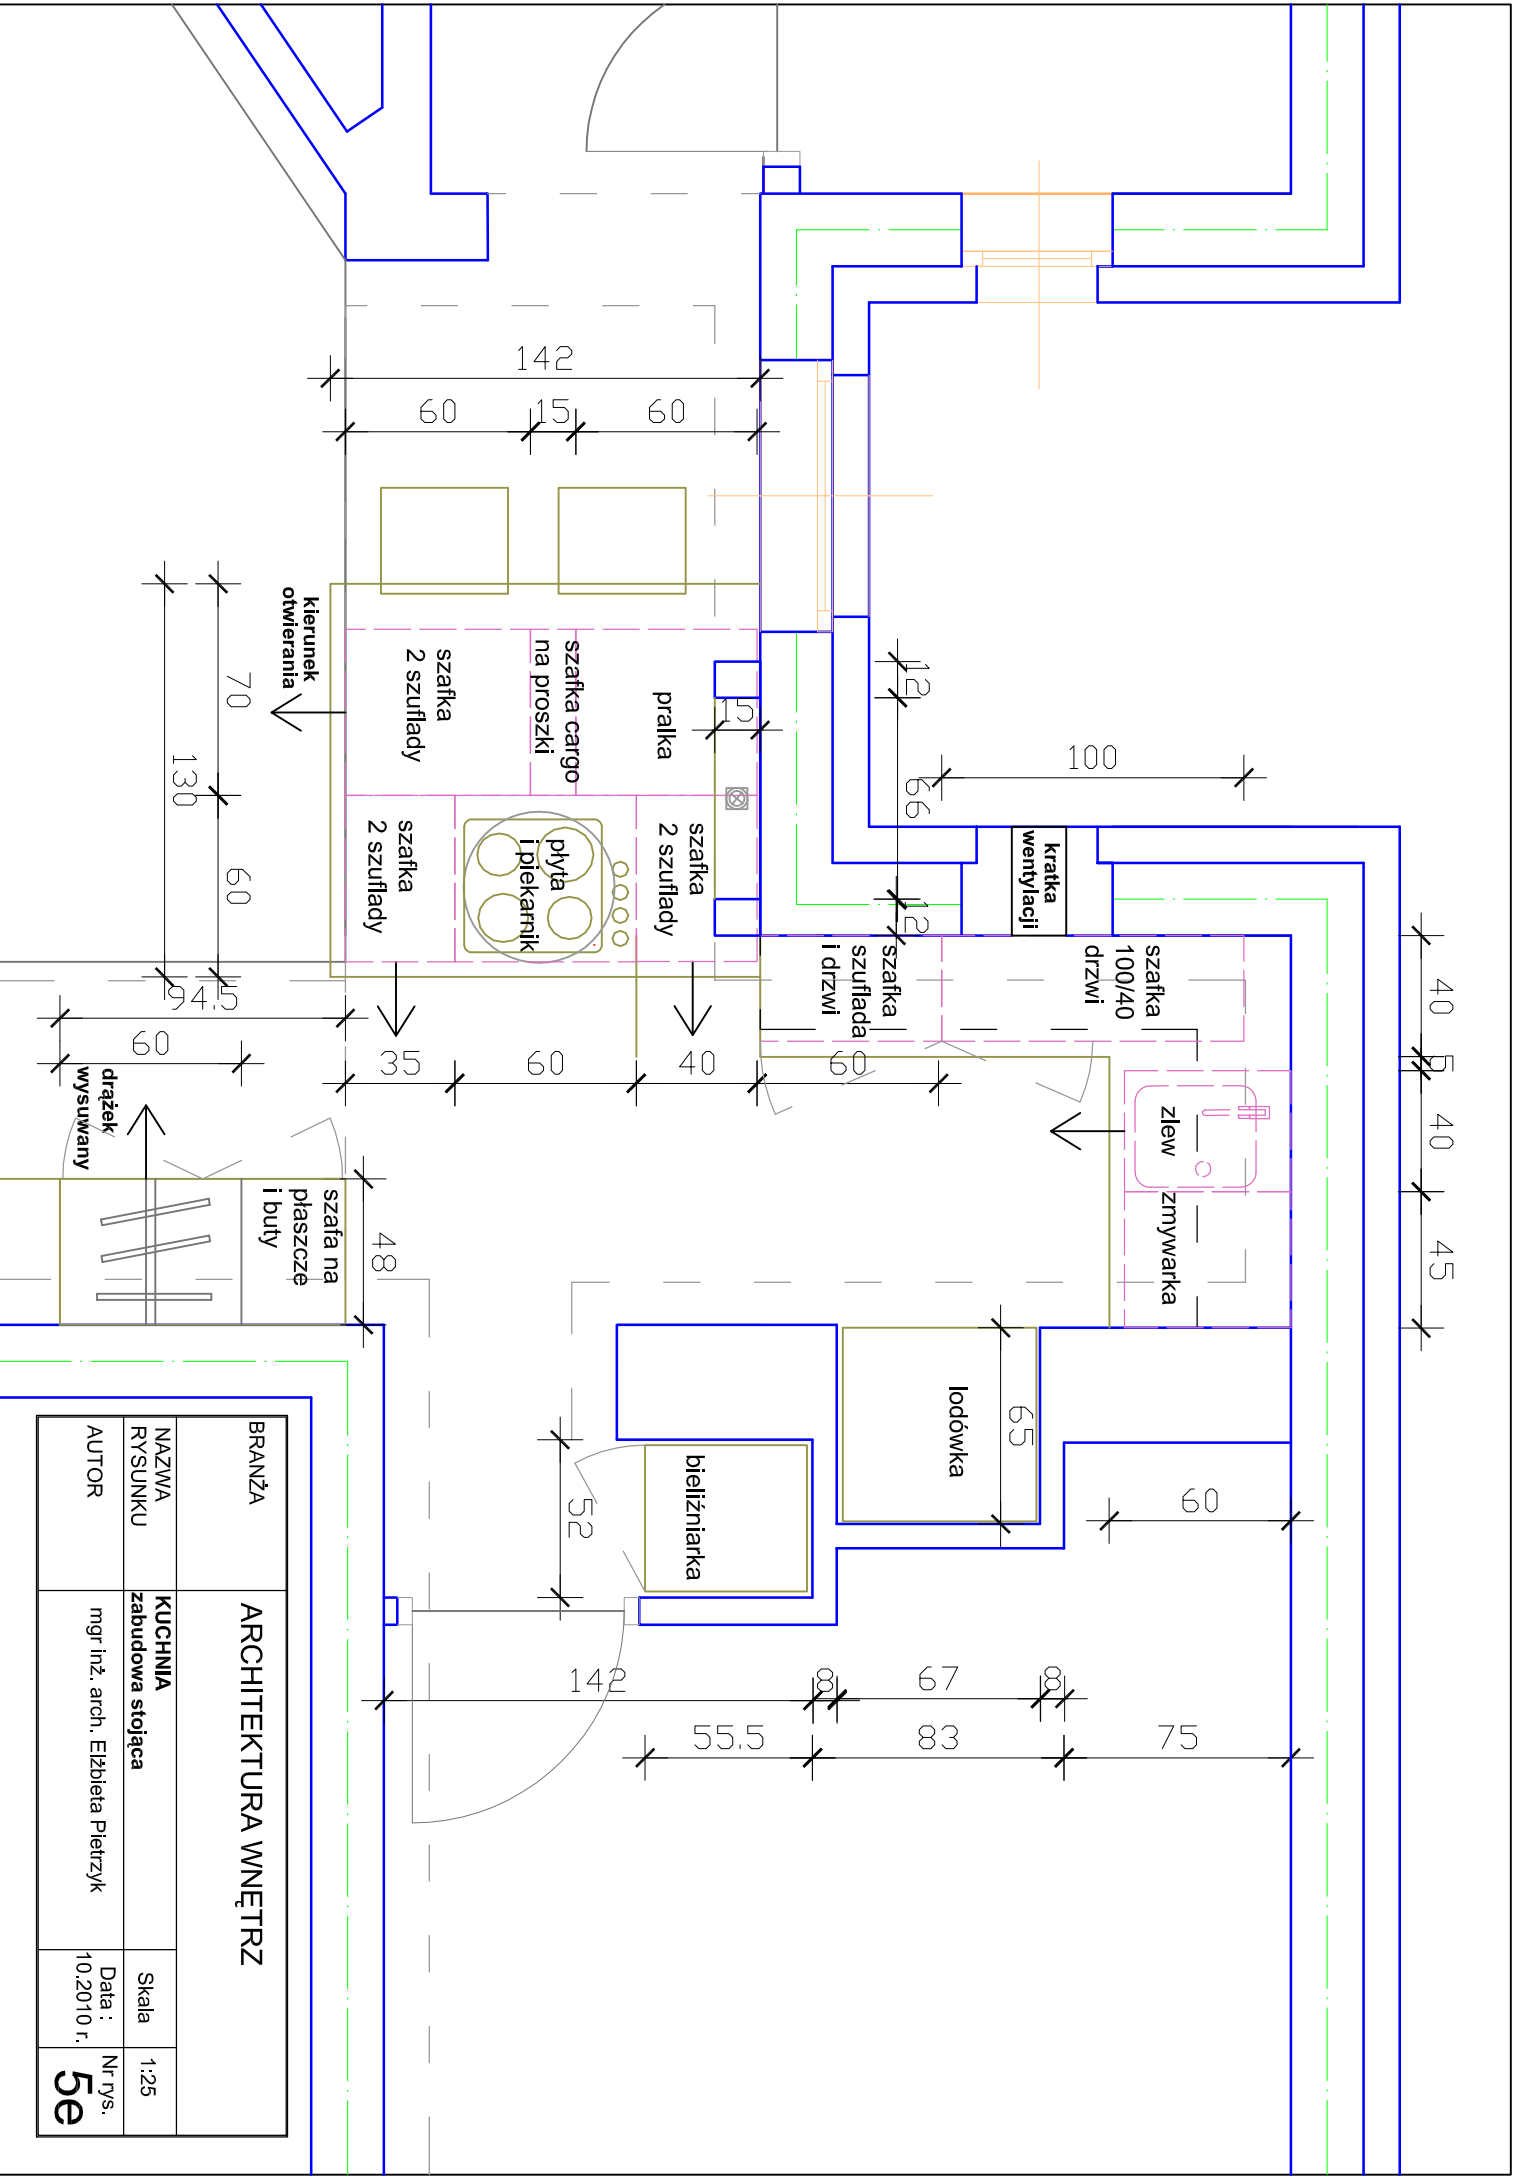 142
60
15
60
kierunek
otwierania
70
130
60
szafka
2 szuflady
szafka cargo
na proszki
pralka
15
12
66
12
100
kratka
wentylacji
szafka
2 szuflady
płyta
i piekarnik
szafka
2 szuflady
szafka
szuflada
i drzwi
szafka
100/40
drzwi
40
5
40
45
94.5
60
35
60
40
60
drążek
wysuwany
zlew
zmywarka
szafa na
płaszcze
i buty
48
lodówka
65
60
bieliźniarka
52
142
8
67
8
55.5
83
75
BRANŻA
ARCHITEKTURA WNĘTRZ
NAZWA
RYSUNKU
KUCHNIA
zabudowa stojąca
Skala
1:25
AUTOR
mgr inż. arch. Elżbieta Pietrzyk
Data :
10.2010 r.
Nr rys.
5e